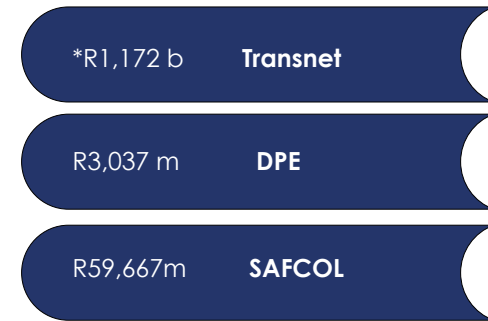 *R1,172 b Transnet
R3,037 m DPE
R59,667m SAFCOL